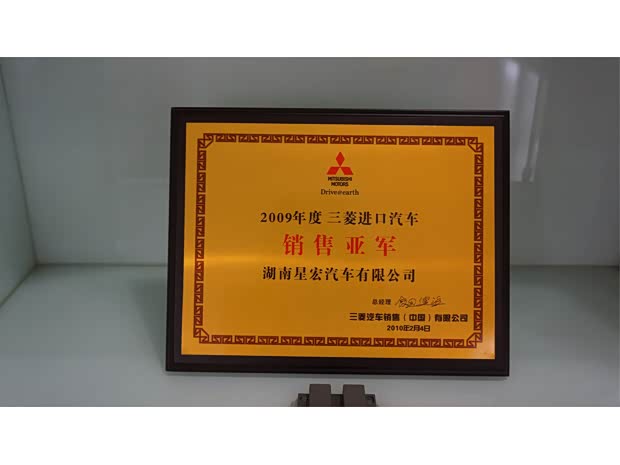 MITSUBISHI
MOTORS
Drive@earth
2009年度 三菱进口汽车
销售亚军
湖南星宏汽车有限公司
总经理
三菱汽车销售（中国）有限公司
2010年2月4日